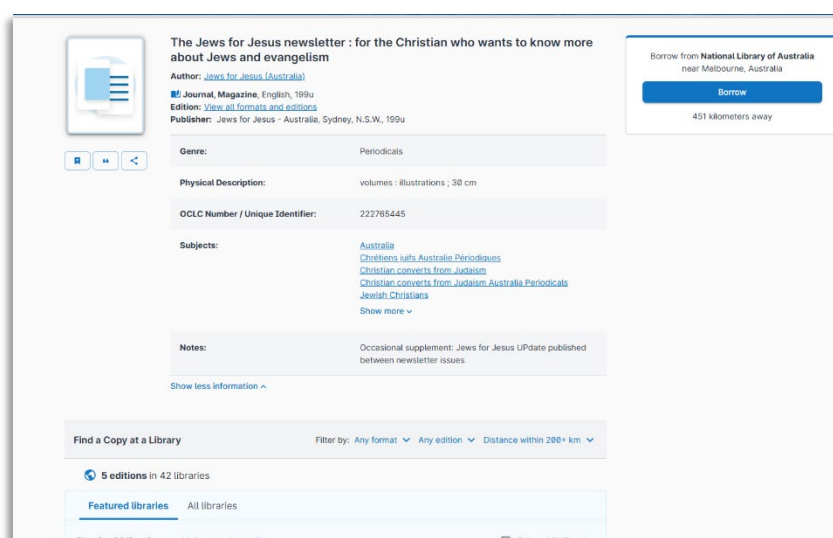 The Jews for Jesus newsletter : for the Christian who wants to know more
about Jews and evangelism
Author: Jews for Jesus (Australia)
Journal, Magazine, English, 199u
Edition: View all formats and editions
Publisher: Jews for Jesus - Australia, Sydney, N.S.W., 199u
Genre: Periodicals
Physical Description: volumes : illustrations ; 30 cm
OCLC Number / Unique Identifier: 222765445
Subjects: Australia
Chrétiens juifs Australie Périodiques
Christian converts from Judaism
Christian converts from Judaism Australia Periodicals
Jewish Christians
Show more
Notes: Occasional supplement: Jews for Jesus UPdate published
between newsletter issues
Show less information
Borrow from National Library of Australia
near Melbourne, Australia
Borrow
451 kilometers away
Find a Copy at a Library Filter by: Any format Any edition Distance within 200+ km
5 editions in 42 libraries
Featured libraries All libraries